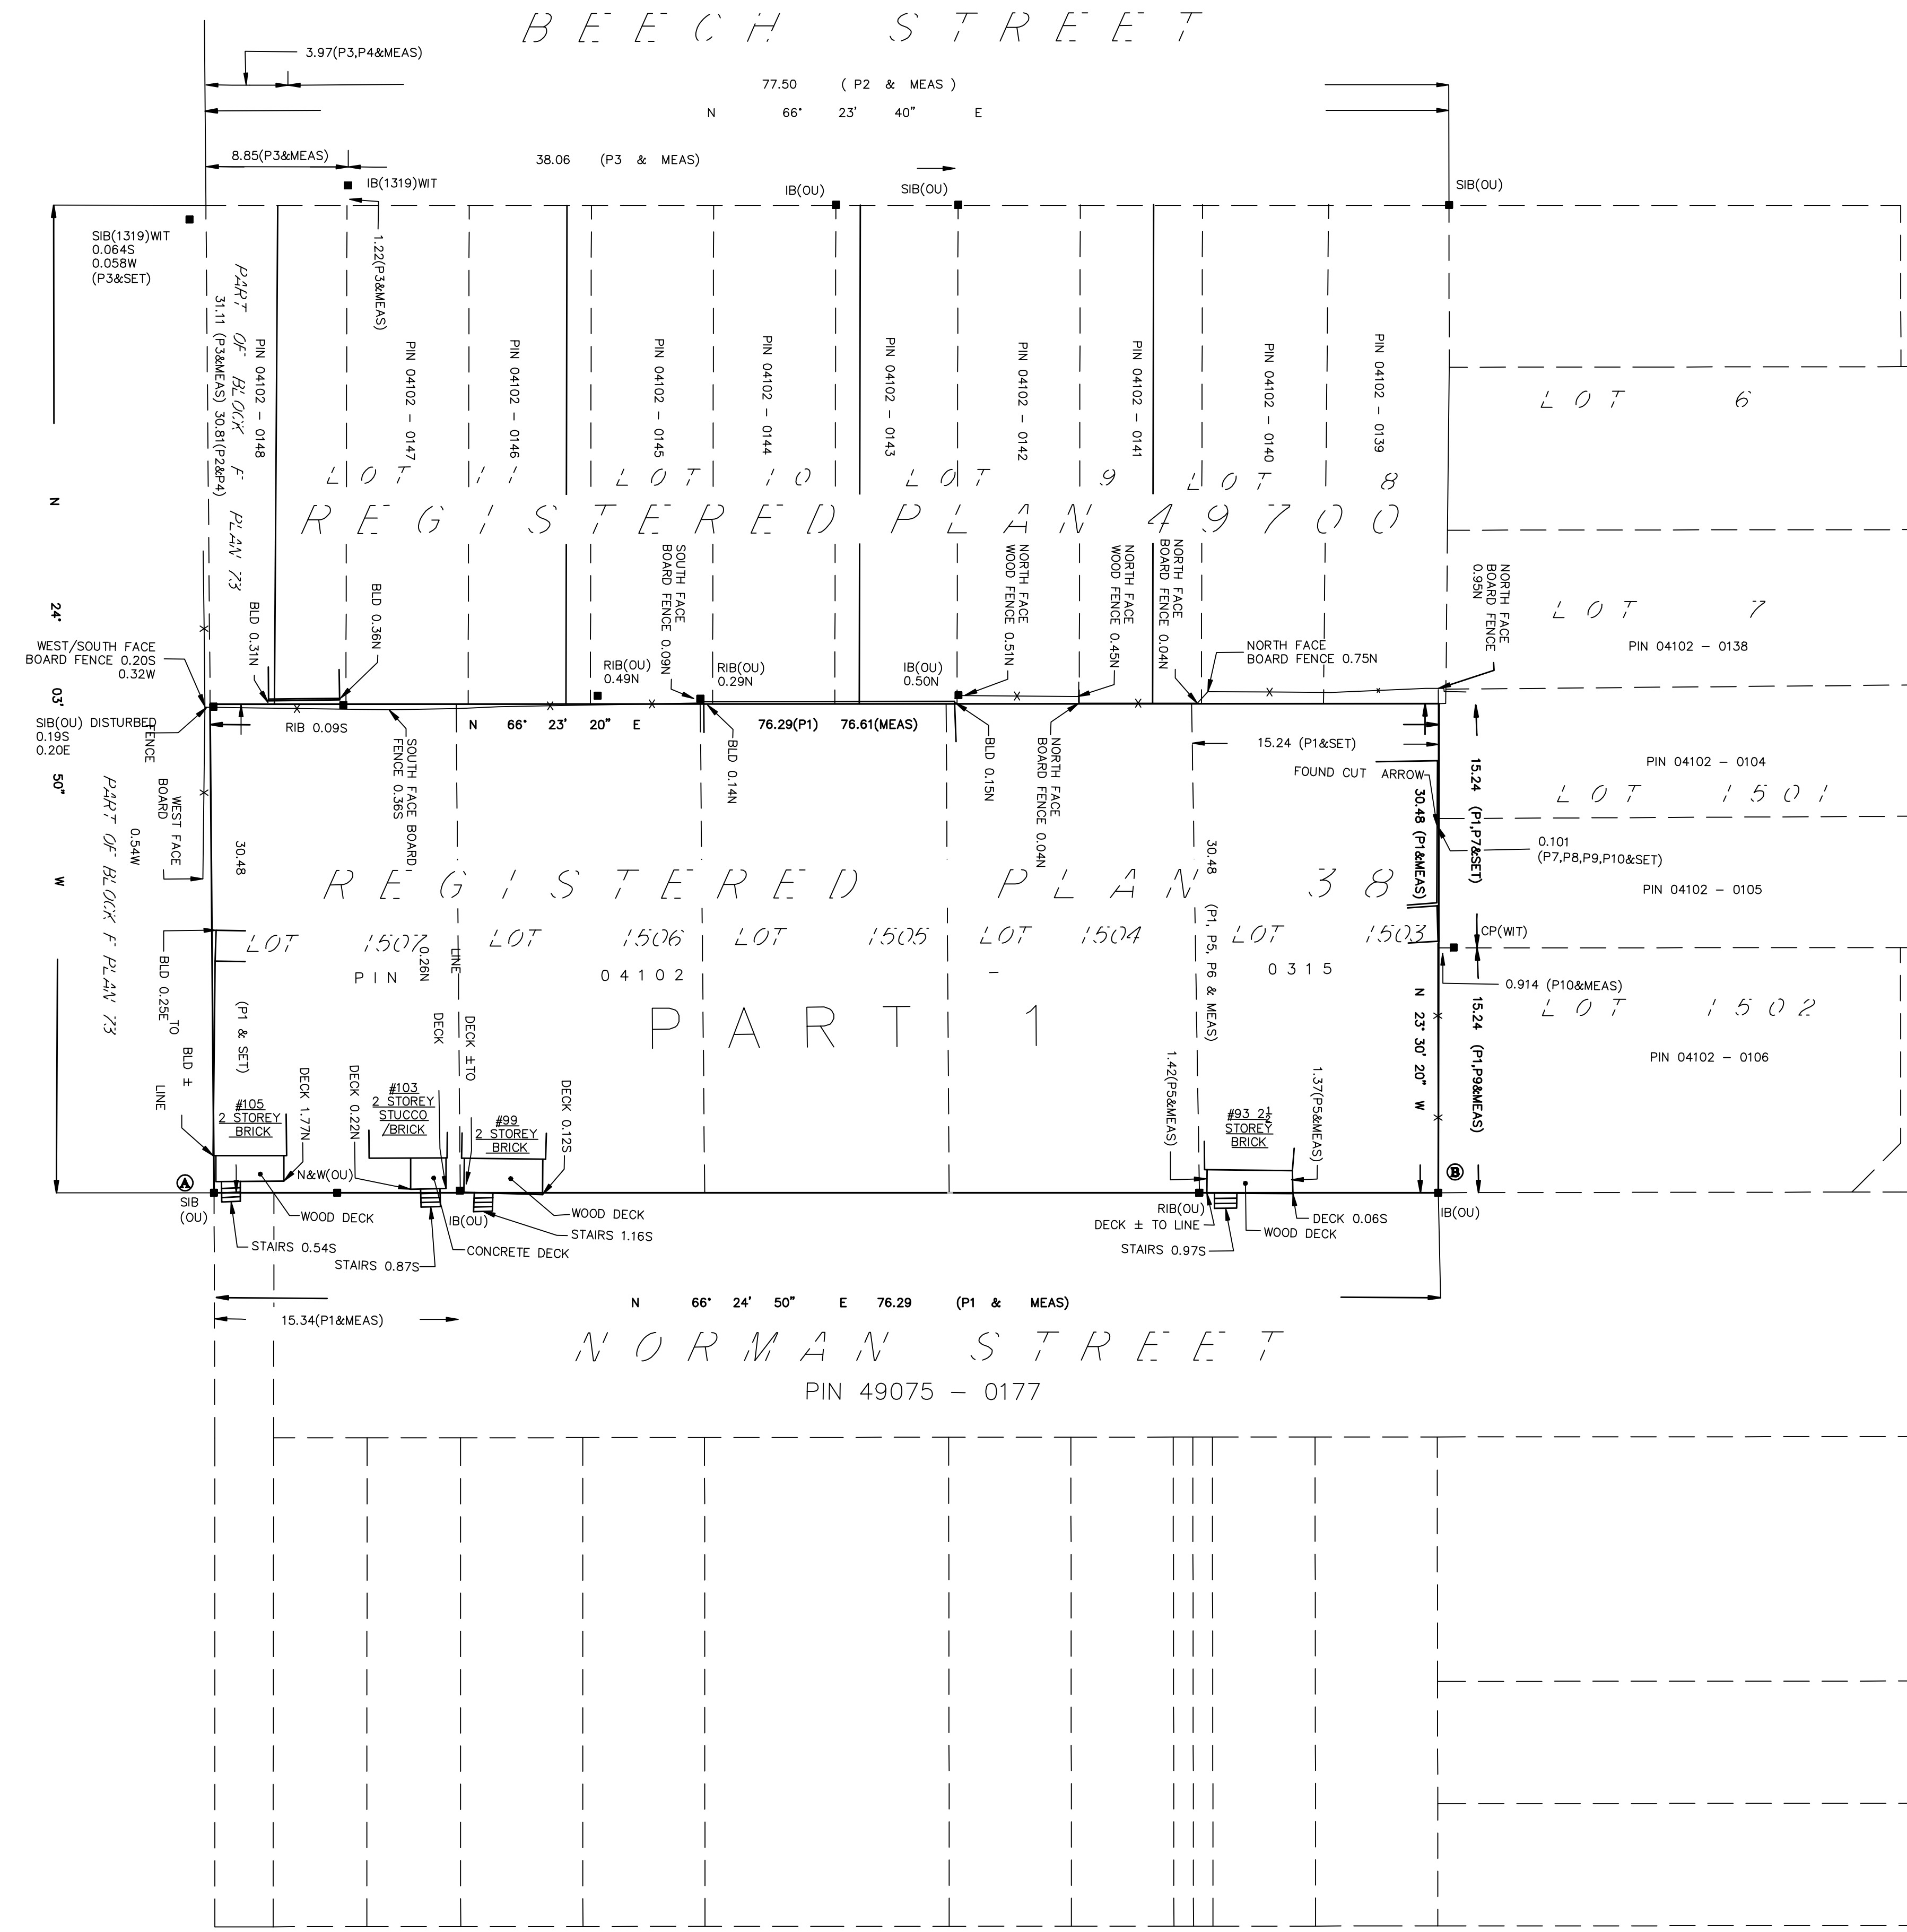 BEECH STREET
3.97(P3,P4&MEAS)
77.50 ( P2 & MEAS )
N 66° 23' 40" E
8.85(P3&MEAS)
38.06 (P3 & MEAS)
IB(1319)WIT
IB(OU)
SIB(OU)
SIB(OU)
SIB(1319)WIT
0.064S
0.058W
(P3&SET)
1.22(P3&MEAS)
PART OF BLOCK F PLAN 73
31.11 (P3&MEAS) 30.81(P2&P4)
PIN 04102 - 0148
PIN 04102 - 0147
PIN 04102 - 0146
PIN 04102 - 0145
PIN 04102 - 0144
PIN 04102 - 0143
PIN 04102 - 0142
PIN 04102 - 0141
PIN 04102 - 0140
PIN 04102 - 0139
LOT 6
LOT 11
LOT 10
LOT 9
LOT 8
REGISTERED PLAN 49700
N 24° 03' 50" W
LOT 7
PIN 04102 - 0138
WEST/SOUTH FACE
BOARD FENCE 0.20S
0.32W
BLD 0.31N
BLD 0.36N
RIB(OU)
0.49N
SOUTH FACE
BOARD FENCE 0.09N
RIB(OU)
0.29N
IB(OU)
0.50N
NORTH FACE
WOOD FENCE 0.51N
NORTH FACE
WOOD FENCE 0.45N
NORTH FACE
BOARD FENCE 0.04N
NORTH FACE
BOARD FENCE 0.75N
NORTH FACE
BOARD FENCE
0.95N
SIB(OU) DISTURBED
0.19S
0.20E
RIB 0.09S
N 66° 23' 20" E
76.29(P1) 76.61(MEAS)
SOUTH FACE BOARD
FENCE 0.36S
BLD 0.14N
BLD 0.15N
NORTH FACE
BOARD FENCE 0.04N
15.24 (P1&SET)
FOUND CUT ARROW
30.48 (P1&MEAS)
15.24 (P1,P7&SET)
PIN 04102 - 0104
LOT 1501
0.101
(P7,P8,P9,P10&SET)
PIN 04102 - 0105
WEST FACE
BOARD
FENCE
0.54W
PART OF BLOCK F PLAN 73
30.48
(P1 & SET)
30.48 (P1, P5, P6 & MEAS)
REGISTERED PLAN 38
LOT 1507
LOT 1506
LOT 1505
LOT 1504
LOT 1503
PIN 04102 - 0315
PART 1
CP(WIT)
0.914 (P10&MEAS)
LOT 1502
PIN 04102 - 0106
15.24 (P1,P9&MEAS)
N 23° 30' 20" W
BLD 0.25E
TO
BLD ±
LINE
0.26N
DECK
LINE
DECK ±TO
#105
2 STOREY
BRICK
DECK 1.77N
DECK 0.22N
#103
2 STOREY
STUCCO
/BRICK
#99
2 STOREY
BRICK
DECK 0.12S
1.42(P5&MEAS)
#93 2½
STOREY
BRICK
1.37(P5&MEAS)
A
SIB
(OU)
N&W(OU)
WOOD DECK
STAIRS 0.54S
STAIRS 0.87S
IB(OU)
CONCRETE DECK
WOOD DECK
STAIRS 1.16S
RIB(OU)
DECK ± TO LINE
STAIRS 0.97S
DECK 0.06S
WOOD DECK
B
IB(OU)
N 66° 24' 50" E 76.29 (P1 & MEAS)
15.34(P1&MEAS)
NORMAN STREET
PIN 49075 - 0177